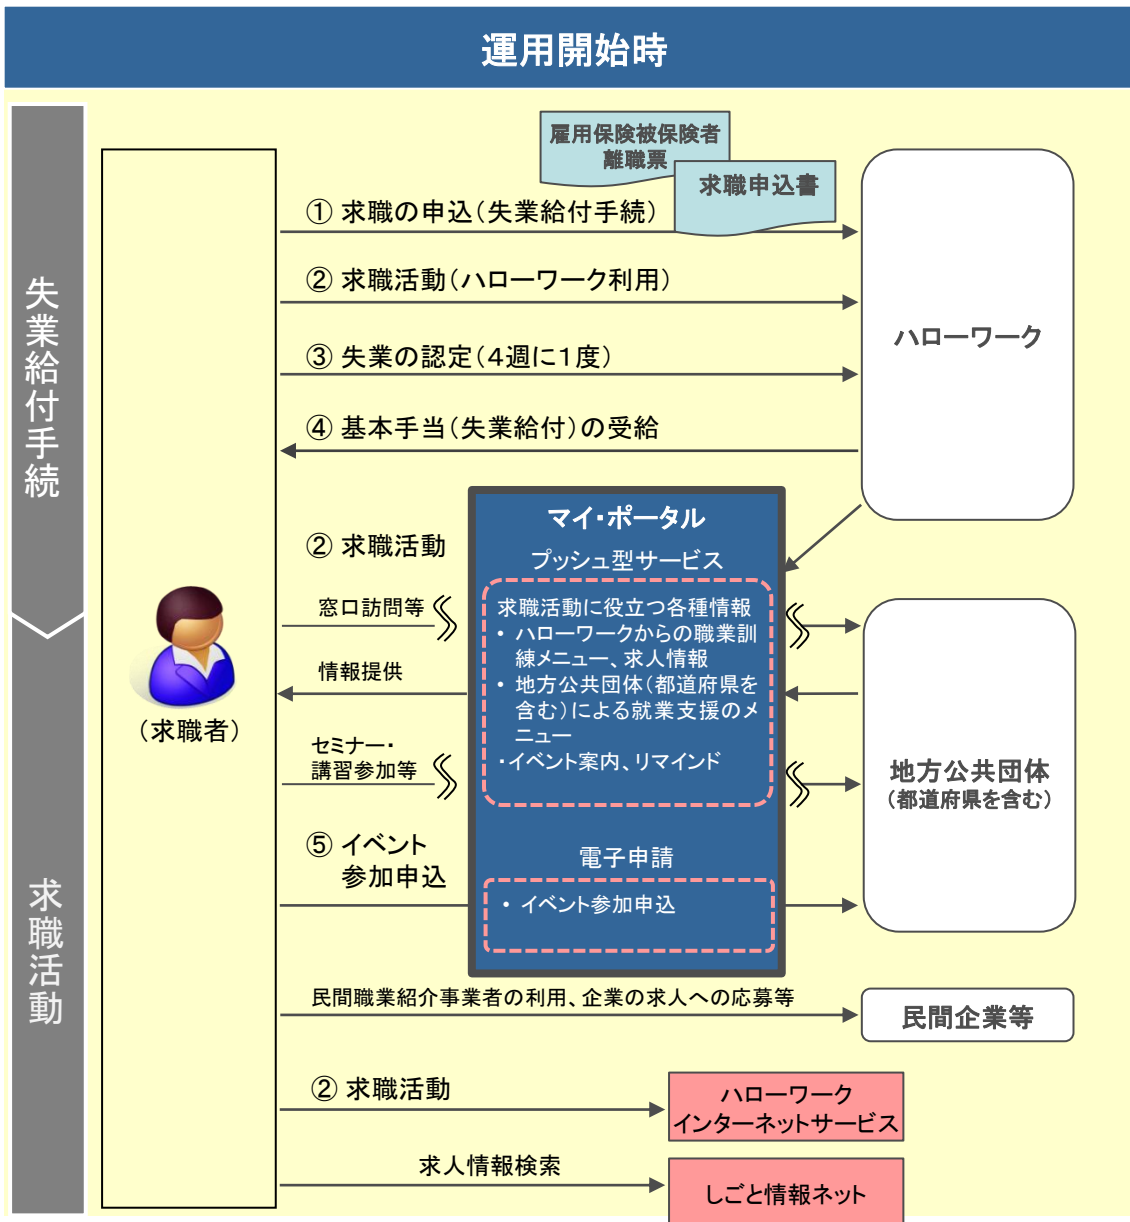 運用開始時
失業給付手続
雇用保険被保険者
離職票
求職申込書
① 求職の申込（失業給付手続）
② 求職活動（ハローワーク利用）
③ 失業の認定（４週に１度）
④ 基本手当（失業給付）の受給
ハローワーク
マイ・ポータル
プッシュ型サービス
求職活動に役立つ各種情報
• ハローワークからの職業訓
練メニュー、求人情報
• 地方公共団体（都道府県を
含む）による就業支援のメ
ニュー
・イベント案内、リマインド
電子申請
• イベント参加申込
② 求職活動
窓口訪問等
情報提供
（求職者）
セミナー・
講習参加等
⑤ イベント
参加申込
地方公共団体
（都道府県を含む）
求職活動
民間職業紹介事業者の利用、企業の求人への応募等
民間企業等
② 求職活動
ハローワーク
インターネットサービス
求人情報検索
しごと情報ネット